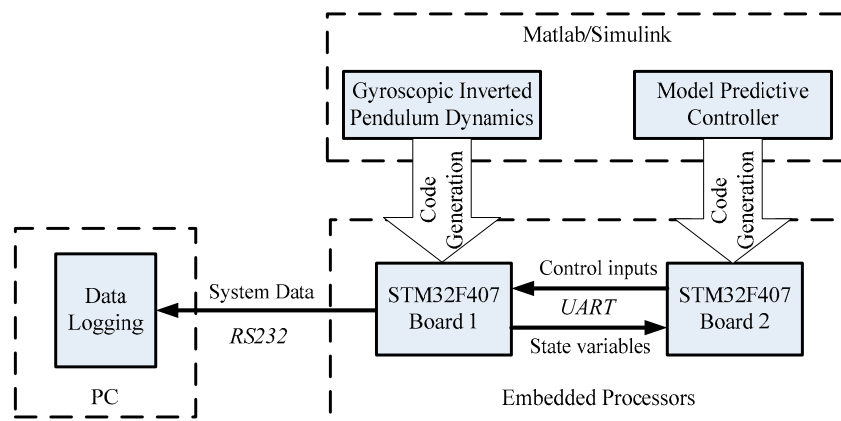 Matlab/Simulink
Gyroscopic Inverted
Pendulum Dynamics
Model Predictive
Controller
Code
Generation
Code
Generation
Data
Logging
PC
System Data
RS232
STM32F407
Board 1
Control inputs
UART
State variables
STM32F407
Board 2
Embedded Processors